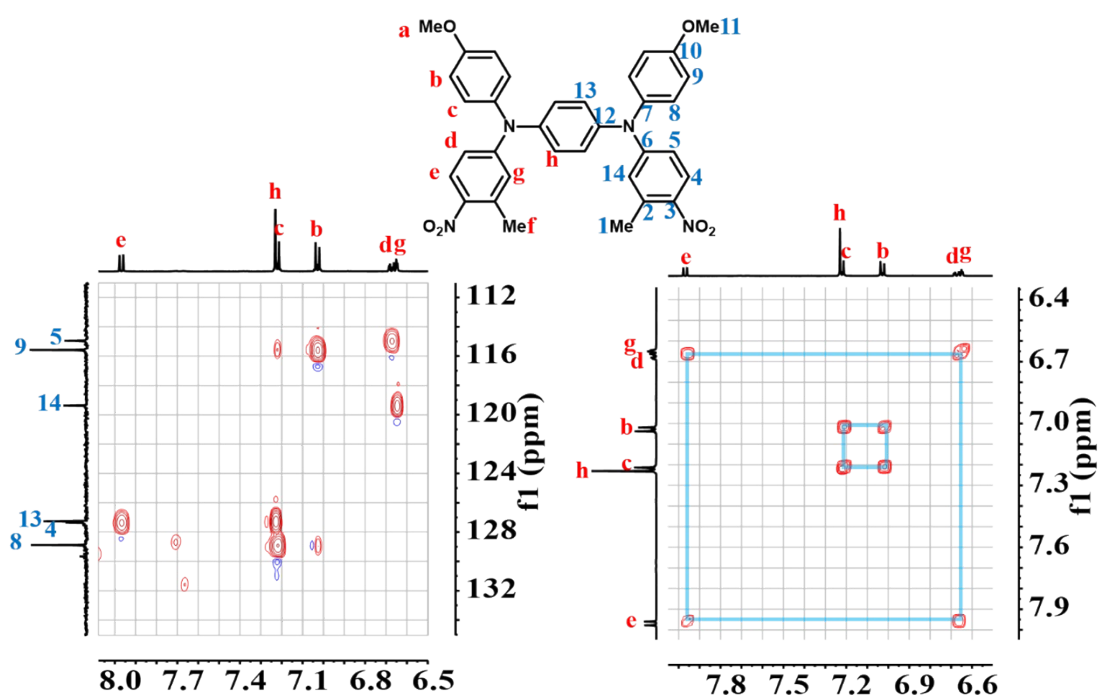 a MeO OMe 11
10
b 13 9
c 12 7 8
N N
d h 6 5
e g 14 4
O₂N Me f 1 Me 2 3 NO₂
e h c b d g
112
5
9 116
14 120
124
13
4 128
8
132
f1 (ppm)
8.0 7.7 7.4 7.1 6.8 6.5
e h c b d g
6.4
g
d 6.7
b 7.0
c
h 7.3
7.6
e 7.9
f1 (ppm)
7.8 7.5 7.2 6.9 6.6